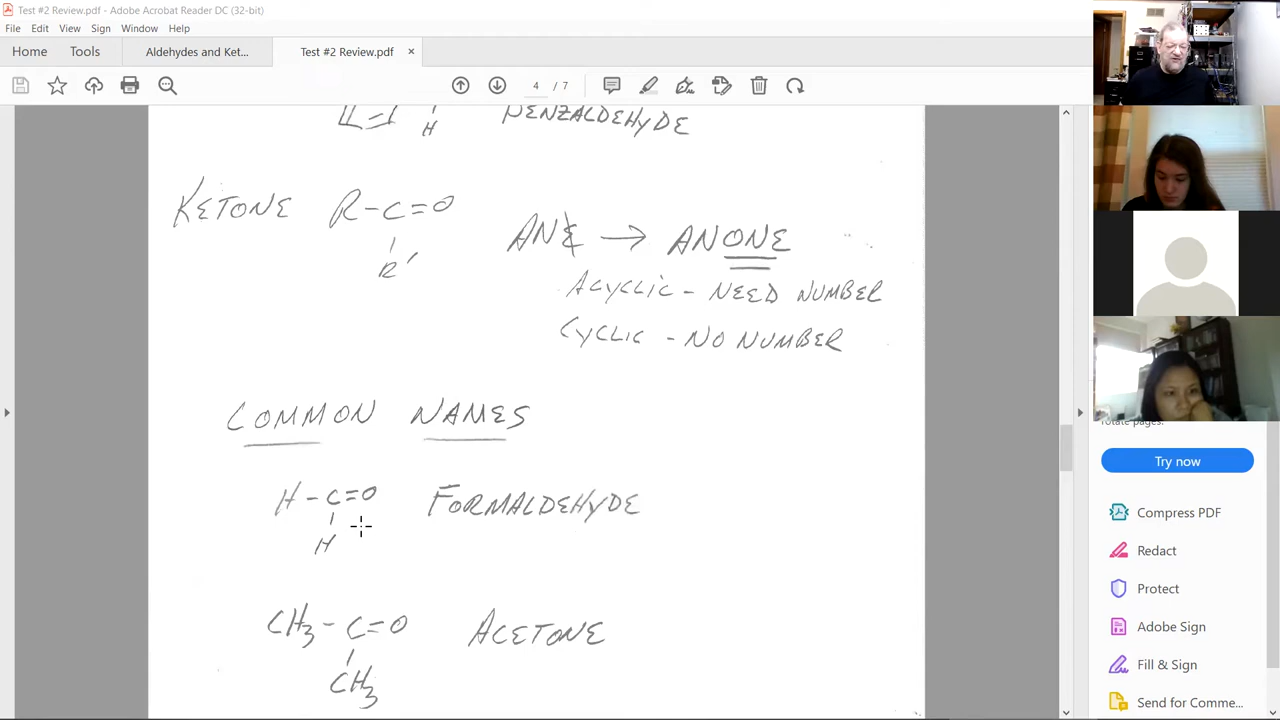 Test #2 Review.pdf - Adobe Acrobat Reader DC (32-bit)
File Edit View Sign Window Help
Home Tools Aldehydes and Ket... Test #2 Review.pdf ×
4 / 7
H BENZALDEHYDE
KETONE R-C=O
R'
ANE → ANONE
ACYCLIC - NEED NUMBER
CYCLIC - NO NUMBER
COMMON NAMES
H-C=O FORMALDEHYDE
H
CH3-C=O ACETONE
CH3
rotate pages.
Try now
Compress PDF
Redact
Protect
Adobe Sign
Fill & Sign
Send for Comme...